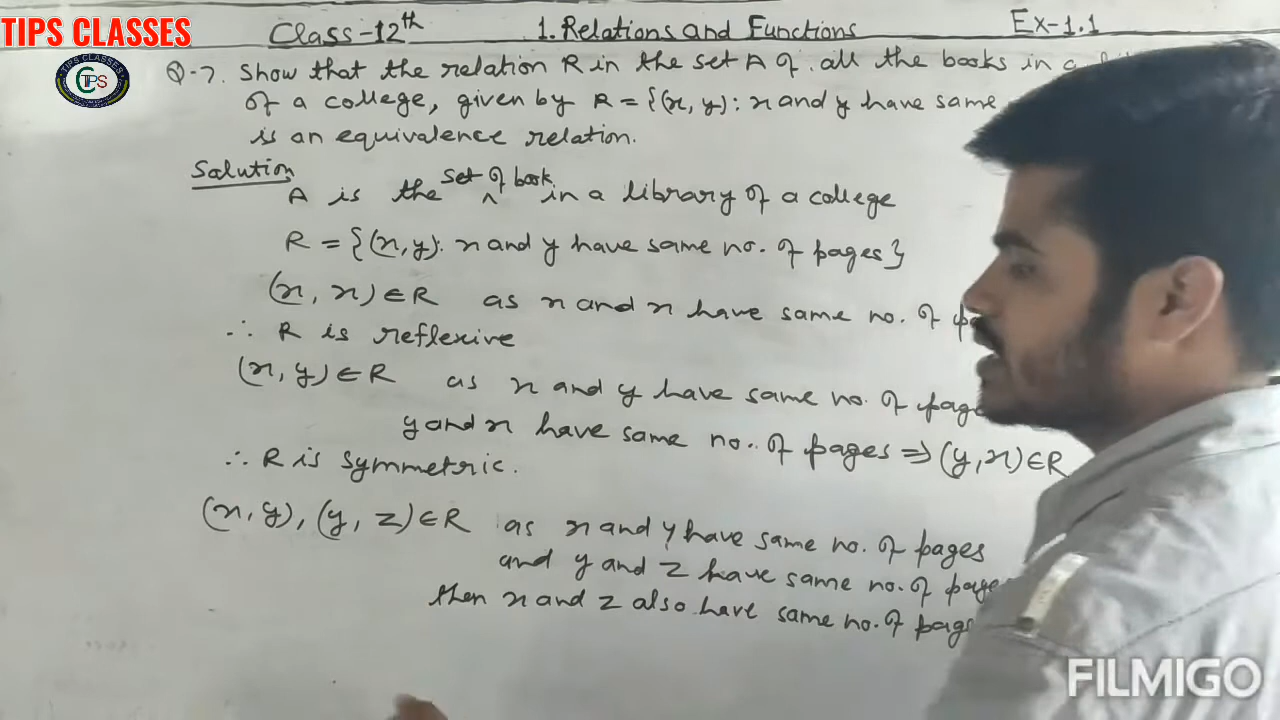 TIPS CLASSES
Class-12th 1. Relations and Functions Ex-1.1
TIPS CLASSES
TPS
Q-7. Show that the relation R in the set A of all the books in a
of a college, given by R = {(x, y): x and y have same
is an equivalence relation.
Solution
A is the set of book in a library of a college
R = {(x, y): x and y have same no. of pages}
(x, x) ∈ R as x and x have same no. of
∴ R is reflexive
(x, y) ∈ R as x and y have same no. of page
y and x have same no. of pages ⇒ (y, x) ∈ R
∴ R is symmetric.
(x, y), (y, z) ∈ R as x and y have same no. of pages
and y and z have same no. of page
then x and z also have same no. of page
FILMIGO